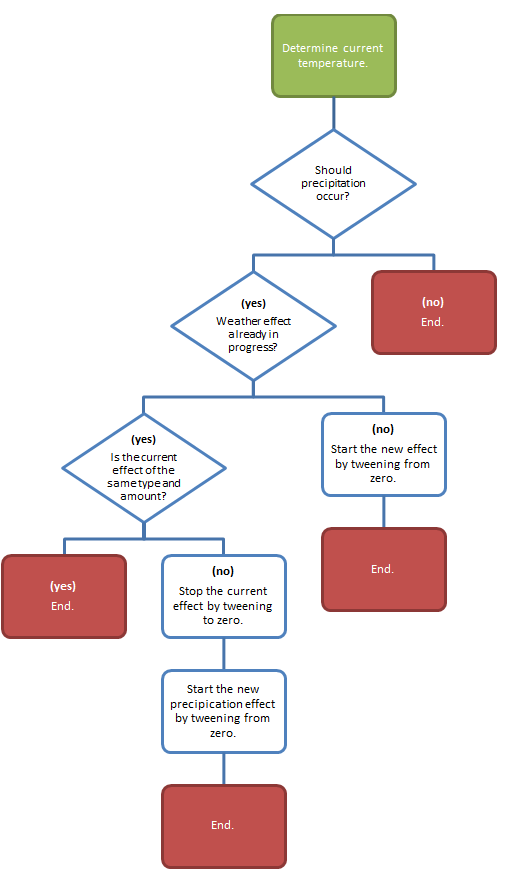 Determine current
temperature.
Should
precipitation
occur?
(yes)
Weather effect
already in
progress?
(no)
End.
(yes)
Is the current
effect of the
same type and
amount?
(no)
Start the new effect
by tweening from
zero.
(yes)
End.
(no)
Stop the current
effect by tweening
to zero.
End.
Start the new
precipication effect
by tweening from
zero.
End.